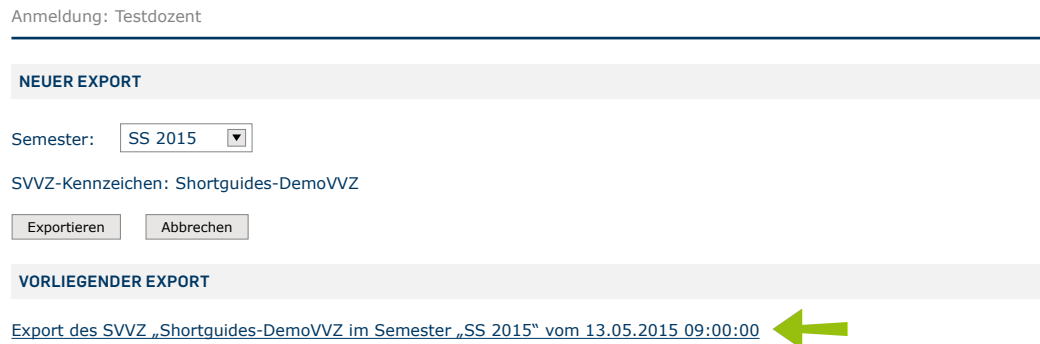 Anmeldung: Testdozent
NEUER EXPORT
Semester: SS 2015
SVVZ-Kennzeichen: Shortguides-DemoVVZ
Exportieren Abbrechen
VORLIEGENDER EXPORT
Export des SVVZ „Shortguides-DemoVVZ im Semester „SS 2015“ vom 13.05.2015 09:00:00